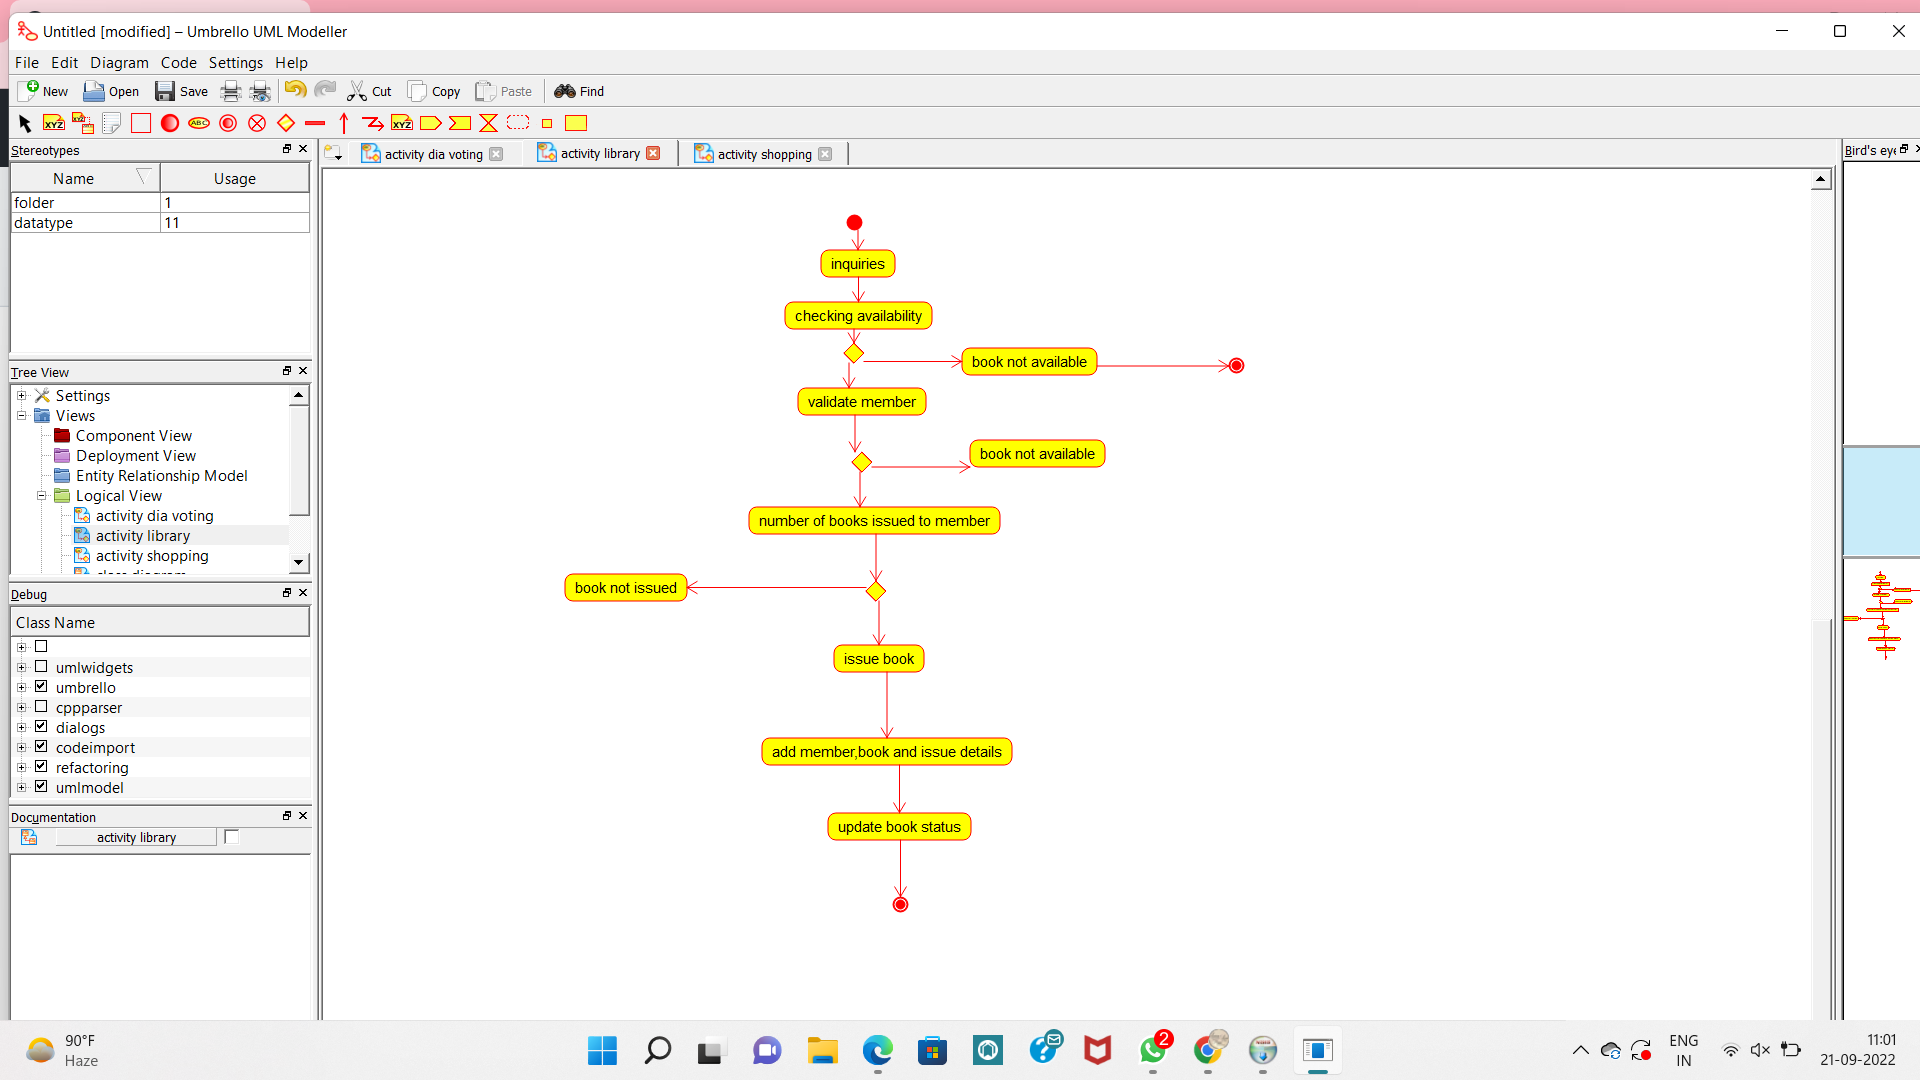 Untitled [modified] – Umbrello UML Modeller
File Edit Diagram Code Settings Help
New Open Save Cut Copy Paste Find
XYZ XYZ ABC XYZ
Stereotypes
Name Usage
folder 1
datatype 11
Tree View
Settings
Views
Component View
Deployment View
Entity Relationship Model
Logical View
activity dia voting
activity library
activity shopping
Debug
Class Name
umlwidgets
umbrello
cppparser
dialogs
codeimport
refactoring
umlmodel
Documentation
activity library
activity dia voting activity library activity shopping
inquiries
checking availability
book not available
validate member
book not available
number of books issued to member
book not issued
issue book
add member,book and issue details
update book status
Bird's eye
90°F
Haze
2
ENG
IN
11:01
21-09-2022